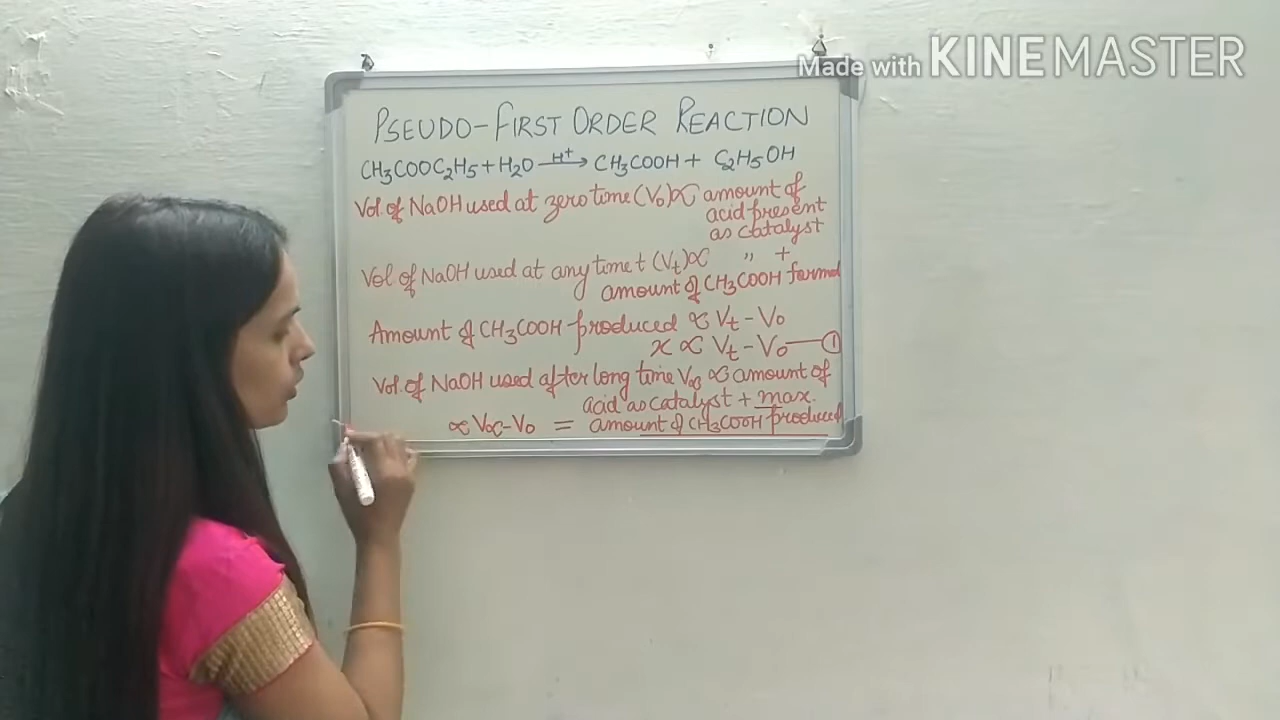 Made with KINEMASTER
PSEUDO-FIRST ORDER REACTION
CH3COOC2H5 + H2O —H+→ CH3COOH + C2H5OH
Vol. of NaOH used at zero time (V0) ∝ amount of
acid present
as catalyst
Vol of NaOH used at any time t (Vt) ∝ " +
amount of CH3COOH formed
Amount of CH3COOH produced ∝ Vt - V0
x ∝ Vt - V0 — ①
Vol. of NaOH used after long time V∞ ∝ amount of
acid as catalyst + max.
∝ V∞ - V0 = amount of CH3COOH produced